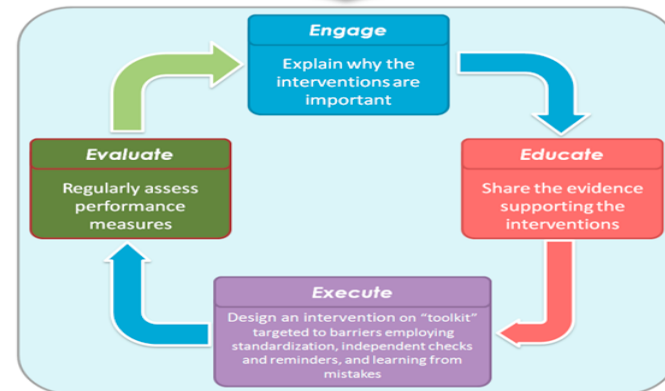 Engage
Explain why the
interventions are
important
Educate
Share the evidence
supporting the
interventions
Execute
Design an intervention on “toolkit”
targeted to barriers employing
standardization, independent checks
and reminders, and learning from
mistakes
Evaluate
Regularly assess
performance
measures